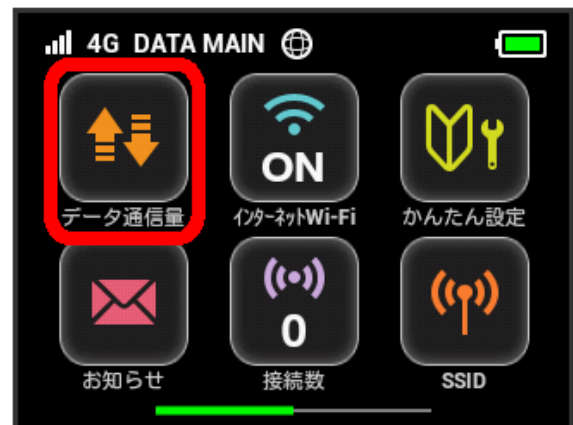 4G DATA MAIN
ON
データ通信量 インターネットWi-Fi かんたん設定
0
お知らせ 接続数 SSID